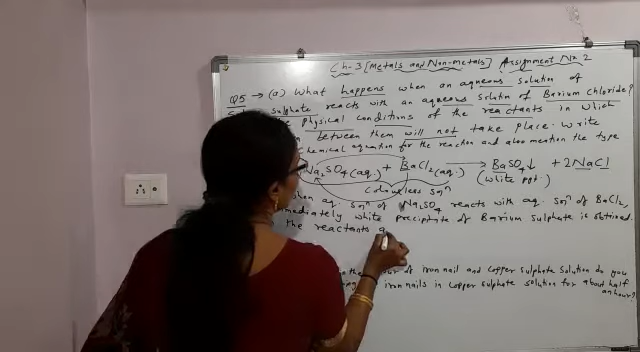 Ch-3 [Metals and Non-metals] Assignment No. 2
Q5 → (a) What happens when an aqueous solution of
sulphate reacts with an aqueous solutn of Barium Chloride?
physical conditions of the reactants in which
between them will not take place. Write
chemical equation for the reaction and also mention the type
Na2SO4 (aq.) + BaCl2 (aq.) → BaSO4↓ + 2NaCl
Colourless solⁿ (White ppt.)
when aq. solⁿ of Na2SO4 reacts with aq. solⁿ of BaCl2,
immediately white precipitate of Barium sulphate is obtained.
The reactants a
of iron nail and copper sulphate solution do you
iron nails in copper sulphate solution for about half
an hour?